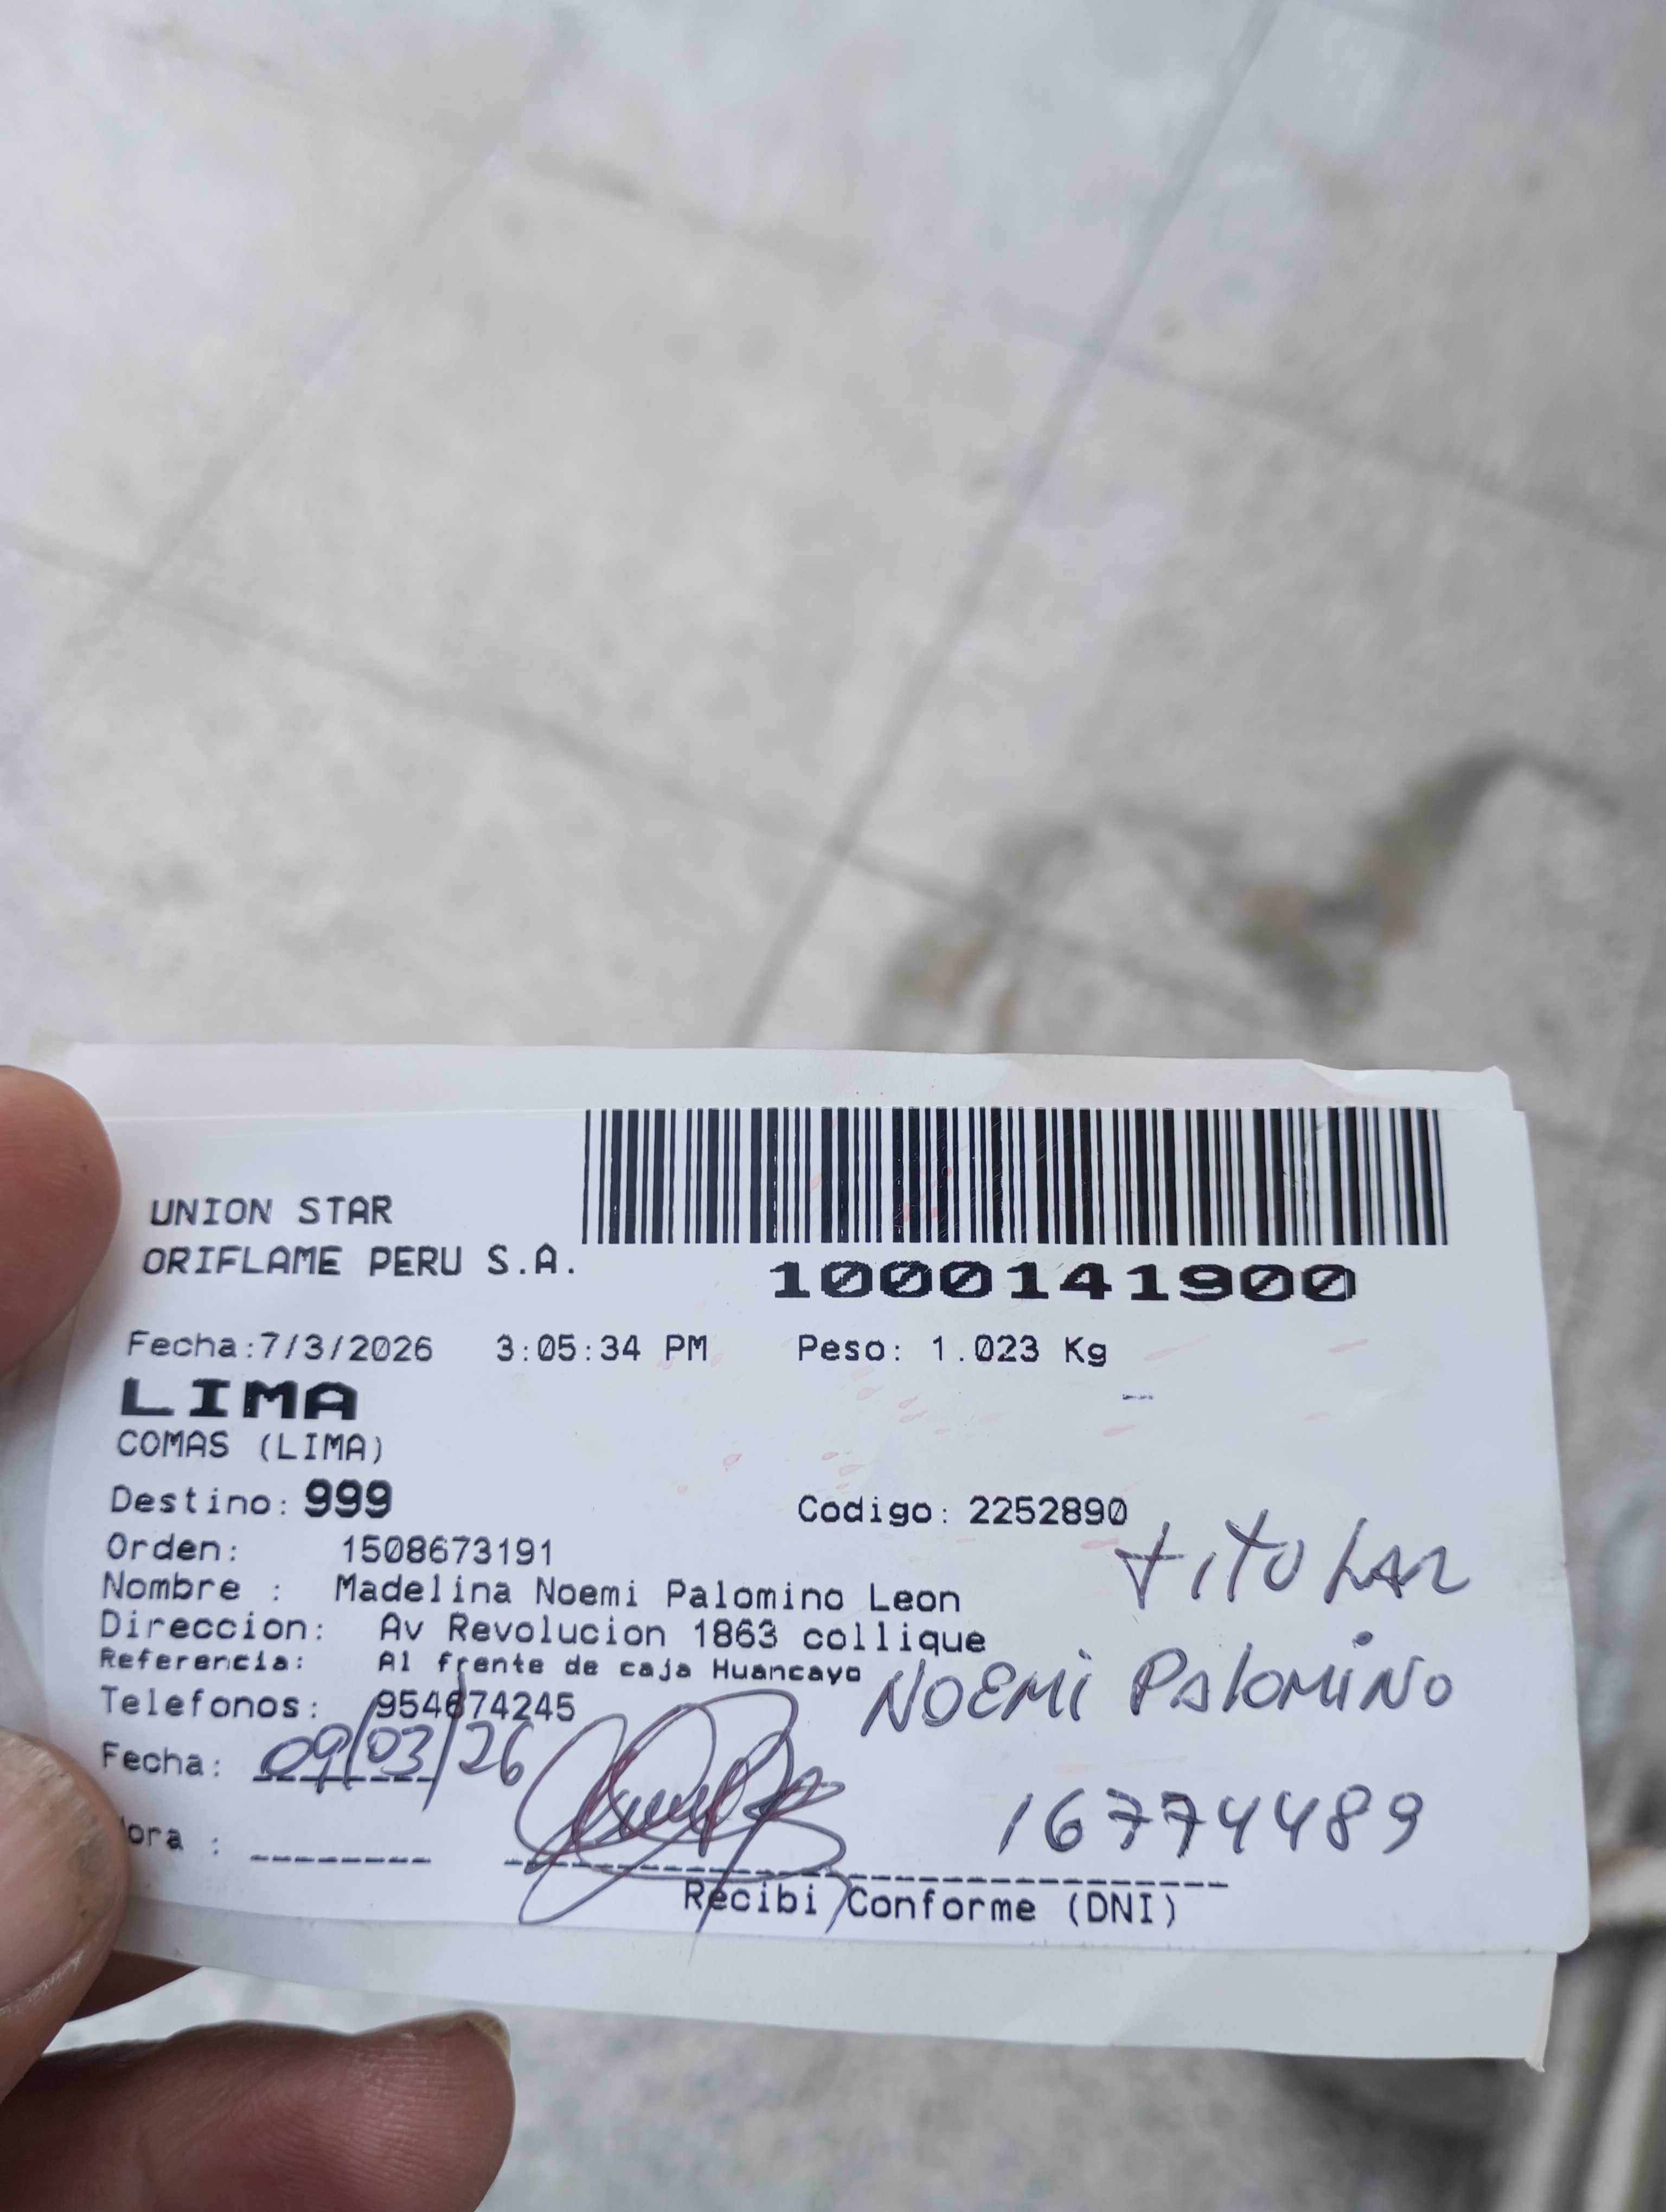 UNION STAR
ORIFLAME PERU S.A.
1000141900
Fecha:7/3/2026 3:05:34 PM Peso: 1.023 Kg
LIMA
COMAS (LIMA)
Destino: 999 Codigo: 2252890
Orden: 1508673191
TITULAR
Nombre : Madelina Noemi Palomino Leon
Direccion: Av Revolucion 1863 collique
Referencia: Al frente de caja Huancayo
NOEMI PALOMINO
Telefonos: 954674245
Fecha: 09/03/26
16774489
ora :
Recibi Conforme (DNI)